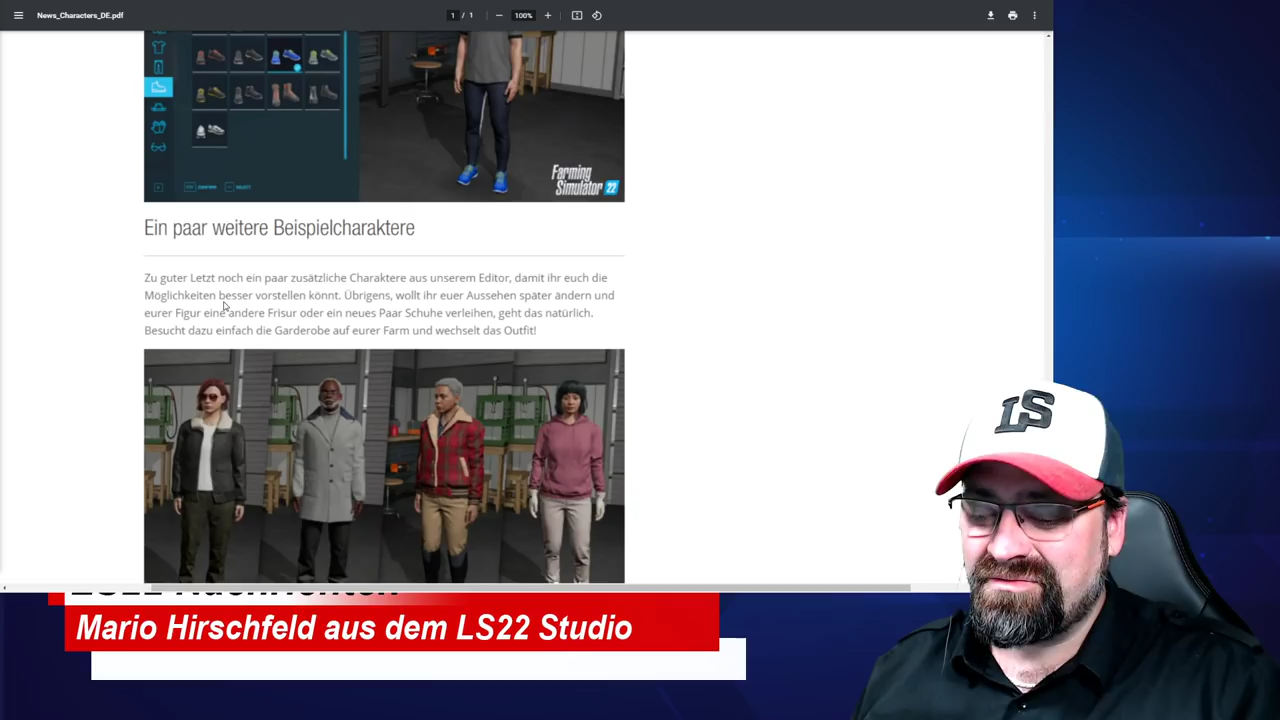 News_Characters_DE.pdf
1 / 1
100%
Farming
Simulator 22
Ein paar weitere Beispielcharaktere
Zu guter Letzt noch ein paar zusätzliche Charaktere aus unserem Editor, damit ihr euch die
Möglichkeiten besser vorstellen könnt. Übrigens, wollt ihr euer Aussehen später ändern und
eurer Figur eine andere Frisur oder ein neues Paar Schuhe verleihen, geht das natürlich.
Besucht dazu einfach die Garderobe auf eurer Farm und wechselt das Outfit!
LS
LS22 Nachrichten
Mario Hirschfeld aus dem LS22 Studio